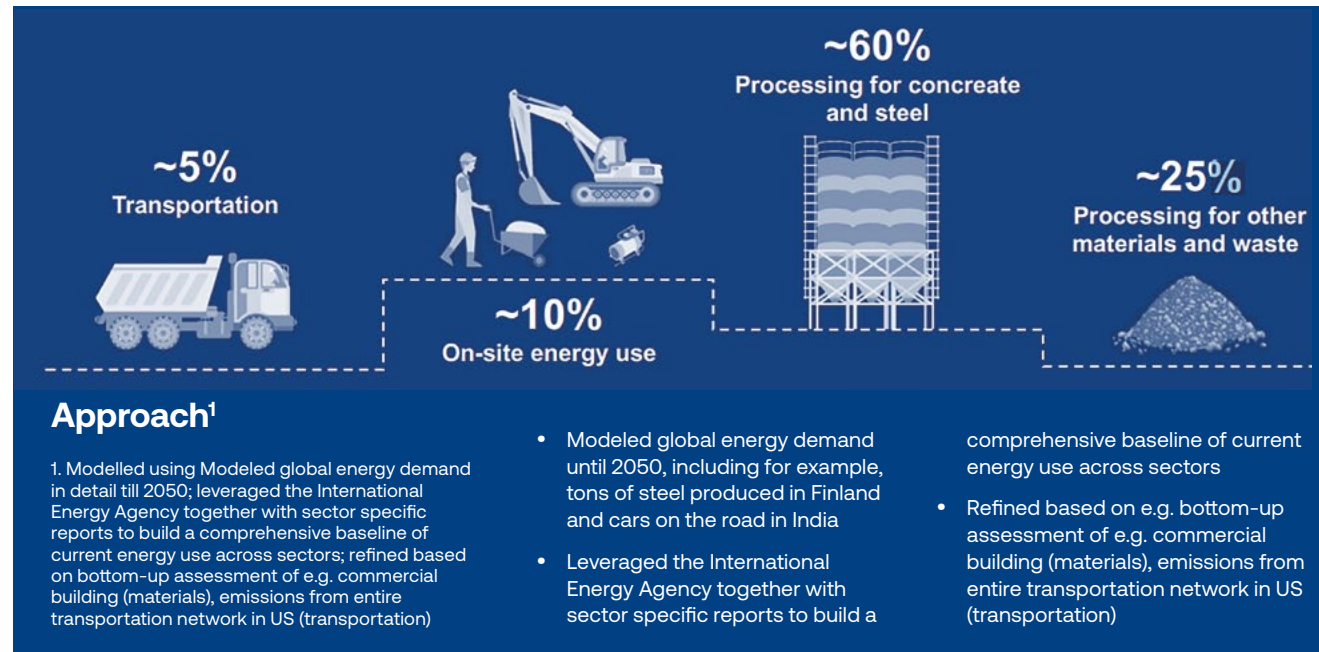 ~5%
Transportation
~10%
On-site energy use
~60%
Processing for concreate
and steel
~25%
Processing for other
materials and waste
Approach1
1. Modelled using Modeled global energy demand
in detail till 2050; leveraged the International
Energy Agency together with sector specific
reports to build a comprehensive baseline of
current energy use across sectors; refined based
on bottom-up assessment of e.g. commercial
building (materials), emissions from entire
transportation network in US (transportation)
• Modeled global energy demand
until 2050, including for example,
tons of steel produced in Finland
and cars on the road in India
• Leveraged the International
Energy Agency together with
sector specific reports to build a
comprehensive baseline of current
energy use across sectors
• Refined based on e.g. bottom-up
assessment of e.g. commercial
building (materials), emissions from
entire transportation network in US
(transportation)